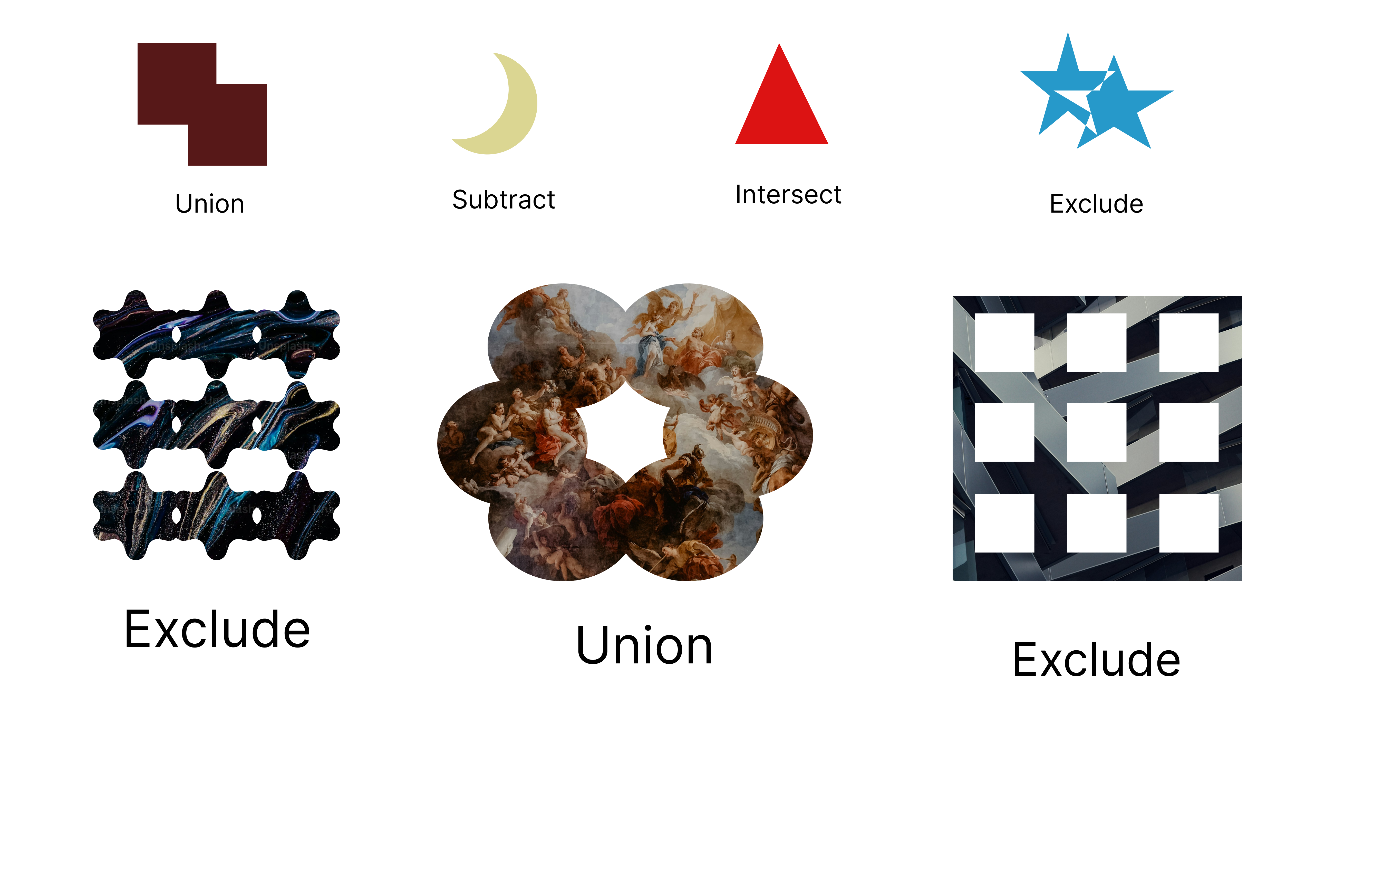 Union
Subtract
Intersect
Exclude
Exclude
Union
Exclude